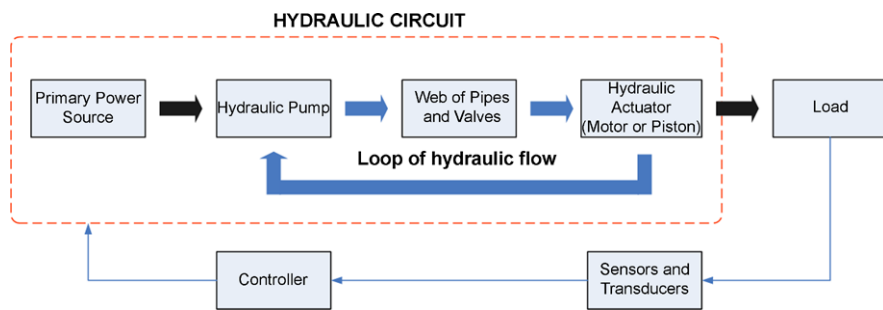 HYDRAULIC CIRCUIT
Primary Power
Source
Hydraulic Pump
Web of Pipes
and Valves
Hydraulic
Actuator
(Motor or Piston)
Load
Loop of hydraulic flow
Controller
Sensors and
Transducers